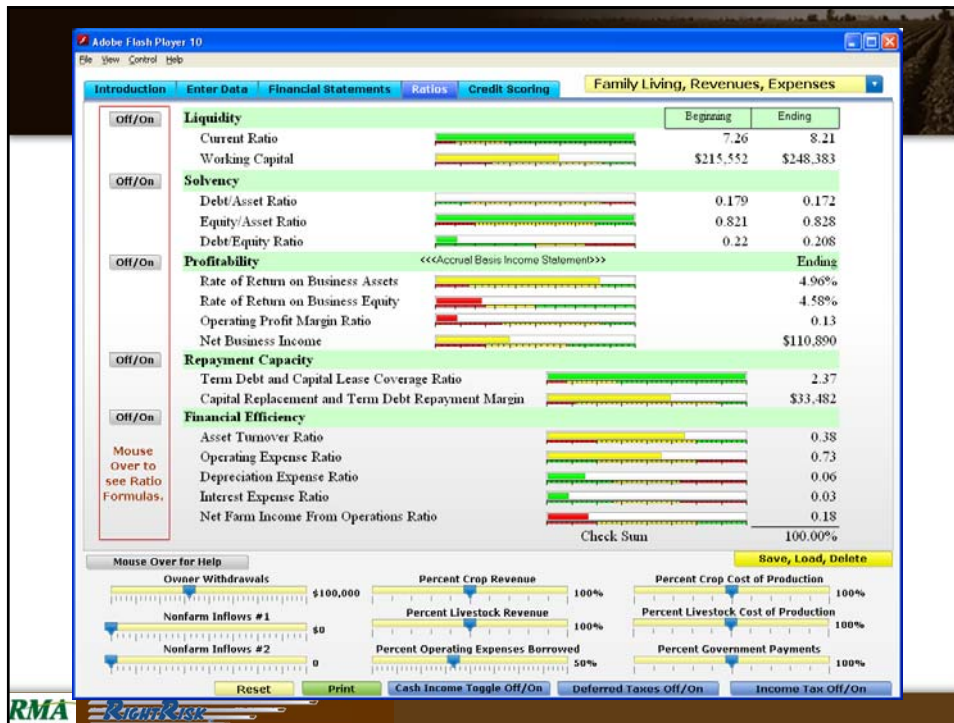 Adobe Flash Player 10
File View Control Help
Introduction Enter Data Financial Statements Ratios Credit Scoring Family Living, Revenues, Expenses
Off/On Liquidity Beginning Ending
Current Ratio 7.26 8.21
Working Capital $215,552 $248,383
Off/On Solvency
Debt/Asset Ratio 0.179 0.172
Equity/Asset Ratio 0.821 0.828
Debt/Equity Ratio 0.22 0.208
Off/On Profitability <<<Accrual Basis Income Statement>>> Ending
Rate of Return on Business Assets 4.96%
Rate of Return on Business Equity 4.58%
Operating Profit Margin Ratio 0.13
Net Business Income $110,890
Off/On Repayment Capacity
Term Debt and Capital Lease Coverage Ratio 2.37
Capital Replacement and Term Debt Repayment Margin $33,482
Off/On Financial Efficiency
Asset Turnover Ratio 0.38
Operating Expense Ratio 0.73
Depreciation Expense Ratio 0.06
Interest Expense Ratio 0.03
Net Farm Income From Operations Ratio 0.18
Check Sum 100.00%
Mouse
Over to
see Ratio
Formulas.
Mouse Over for Help Save, Load, Delete
Owner Withdrawals Percent Crop Revenue Percent Crop Cost of Production
$100,000 100% 100%
Nonfarm Inflows #1 Percent Livestock Revenue Percent Livestock Cost of Production
$0 100% 100%
Nonfarm Inflows #2 Percent Operating Expenses Borrowed Percent Government Payments
0 50% 100%
Reset Print Cash Income Toggle Off/On Deferred Taxes Off/On Income Tax Off/On
RMA RightRisk